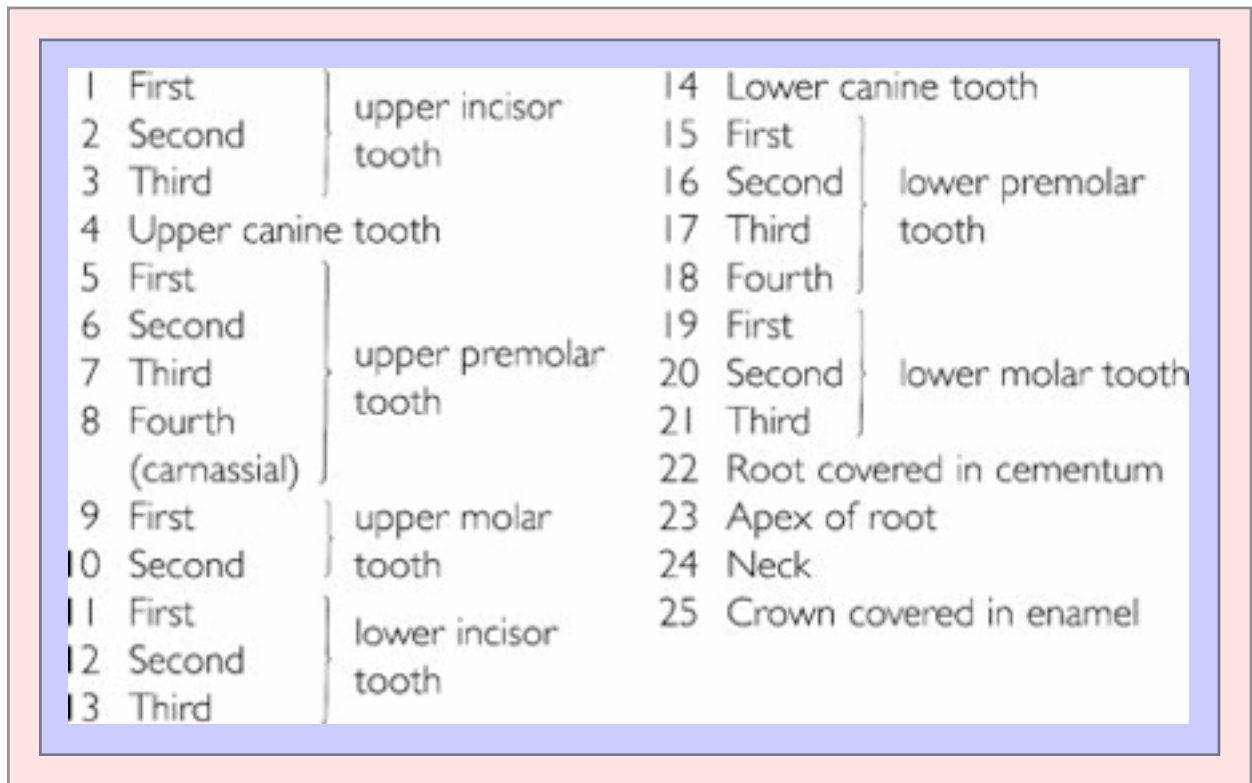 1 First
2 Second
3 Third
upper incisor
tooth
4 Upper canine tooth
5 First
6 Second
7 Third
8 Fourth
(carnassial)
upper premolar
tooth
9 First
10 Second
upper molar
tooth
11 First
12 Second
13 Third
lower incisor
tooth
14 Lower canine tooth
15 First
16 Second
17 Third
18 Fourth
lower premolar
tooth
19 First
20 Second
21 Third
lower molar tooth
22 Root covered in cementum
23 Apex of root
24 Neck
25 Crown covered in enamel